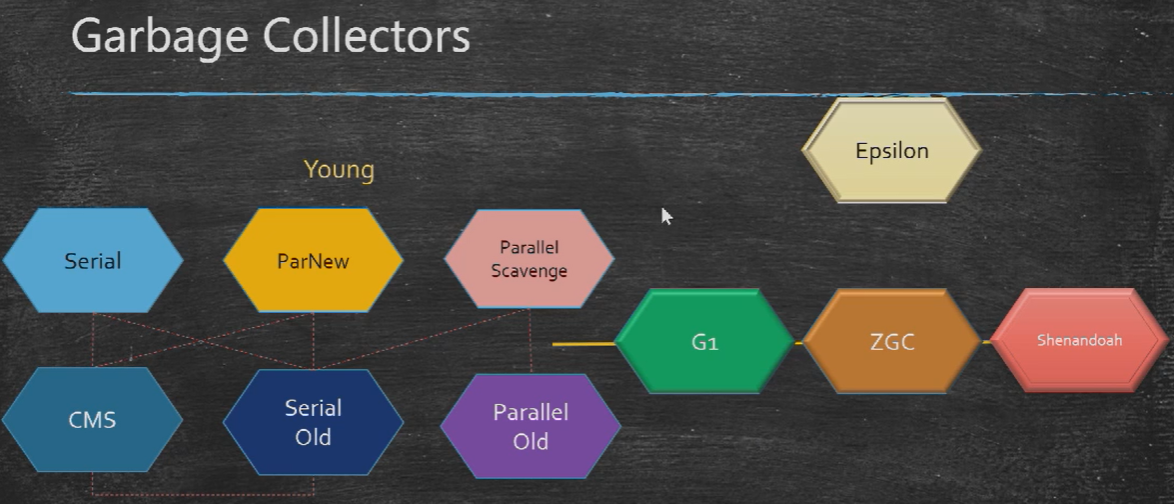 Garbage Collectors
Epsilon
Young
Serial
ParNew
Parallel
Scavenge
G1
ZGC
Shenandoah
CMS
Serial
Old
Parallel
Old